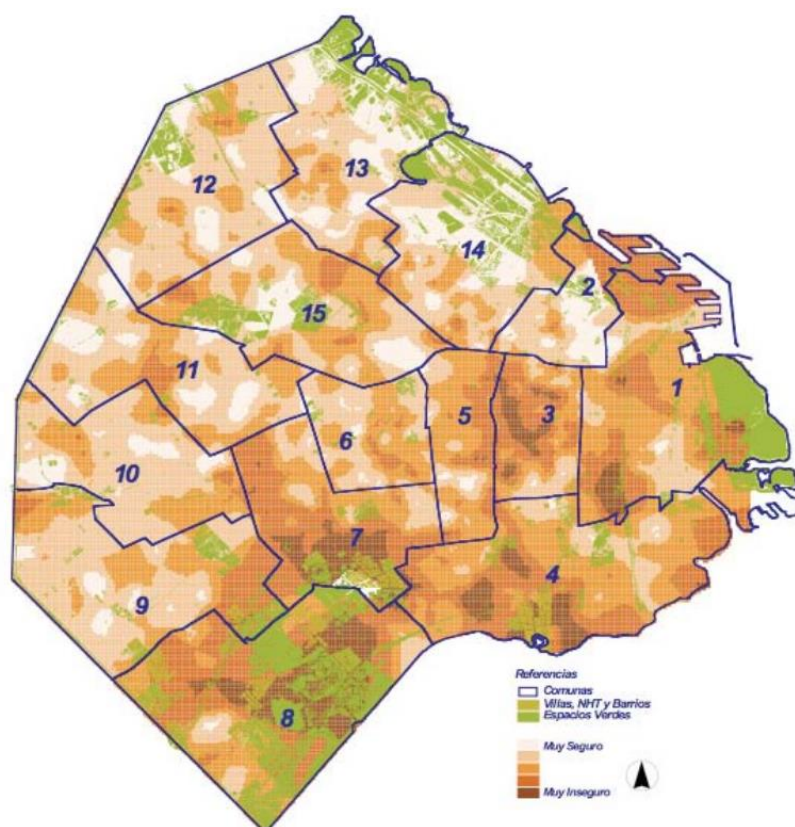 12
13
14
2
15
11
1
5
3
6
10
7
4
9
8
Referencias
Comunas
Villas, NHT y Barrios
Espacios Verdes
Muy Seguro
Muy Inseguro